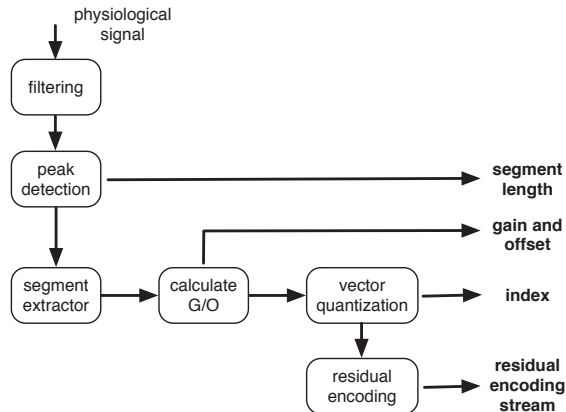 physiological
signal
filtering
peak
detection
segment
length
gain and
offset
segment
extractor
calculate
G/O
vector
quantization
index
residual
encoding
residual
encoding
stream